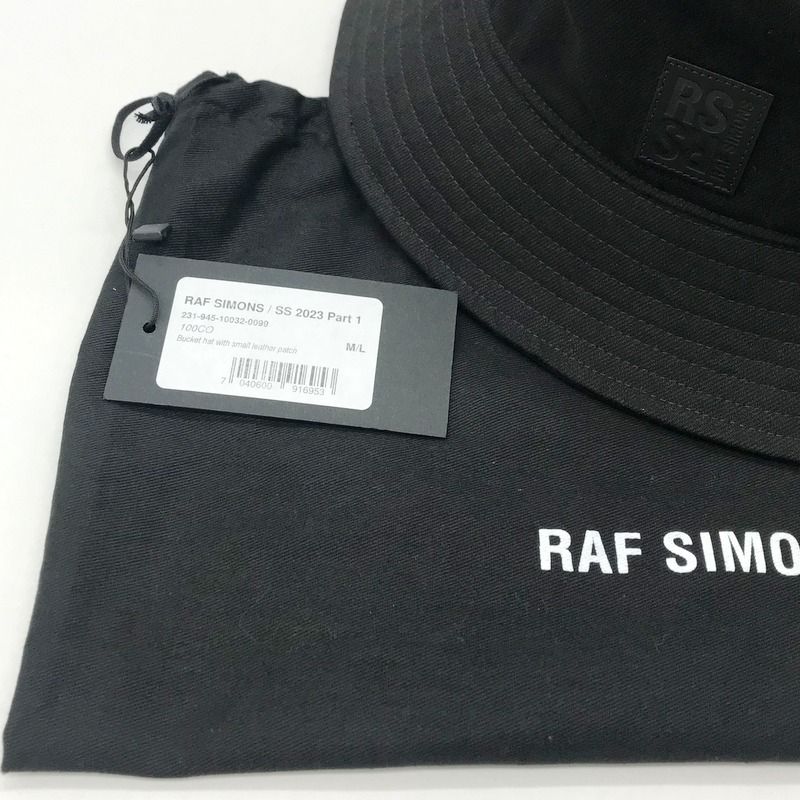 RS
S
RAF SIMONS
RAF SIMONS / SS 2023 Part 1
231-945-10032-0099
100CO
M/L
Bucket hat with small leather patch
7 040600 916953
RAF SIMO